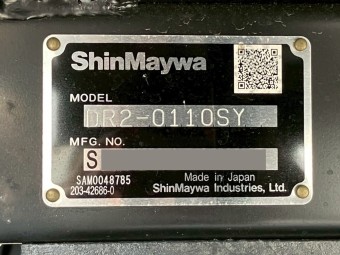 ShinMaywa
MODEL
DR2-0110SY
MFG. NO.
S
SAM0048785
203-42686-0
Made in Japan
ShinMaywa Industries, Ltd.